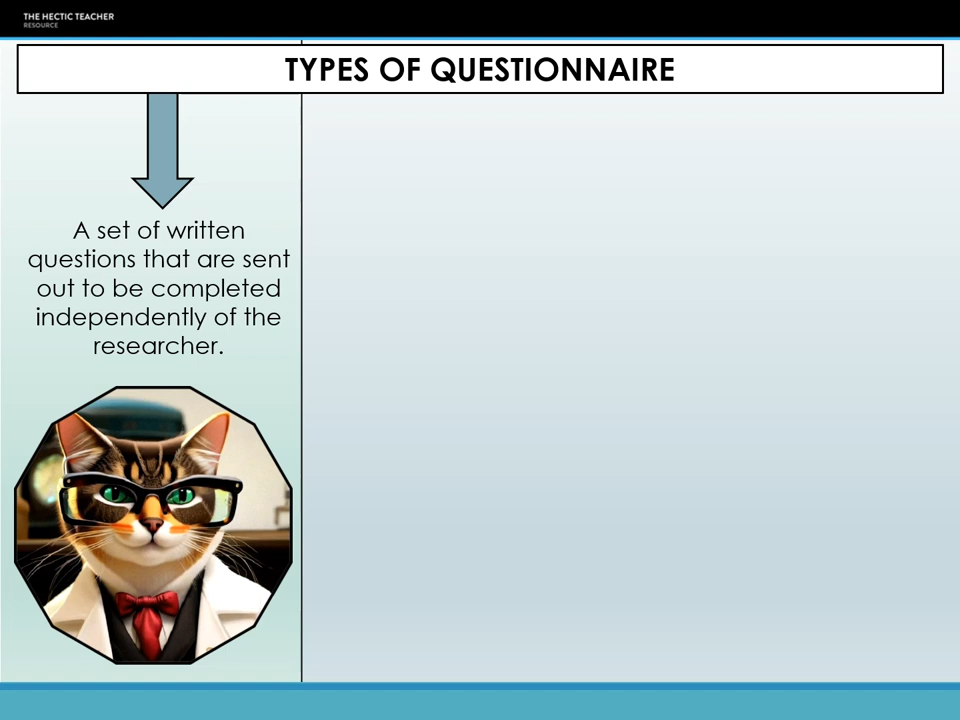 THE HECTIC TEACHER
RESOURCE
TYPES OF QUESTIONNAIRE
A set of written
questions that are sent
out to be completed
independently of the
researcher.